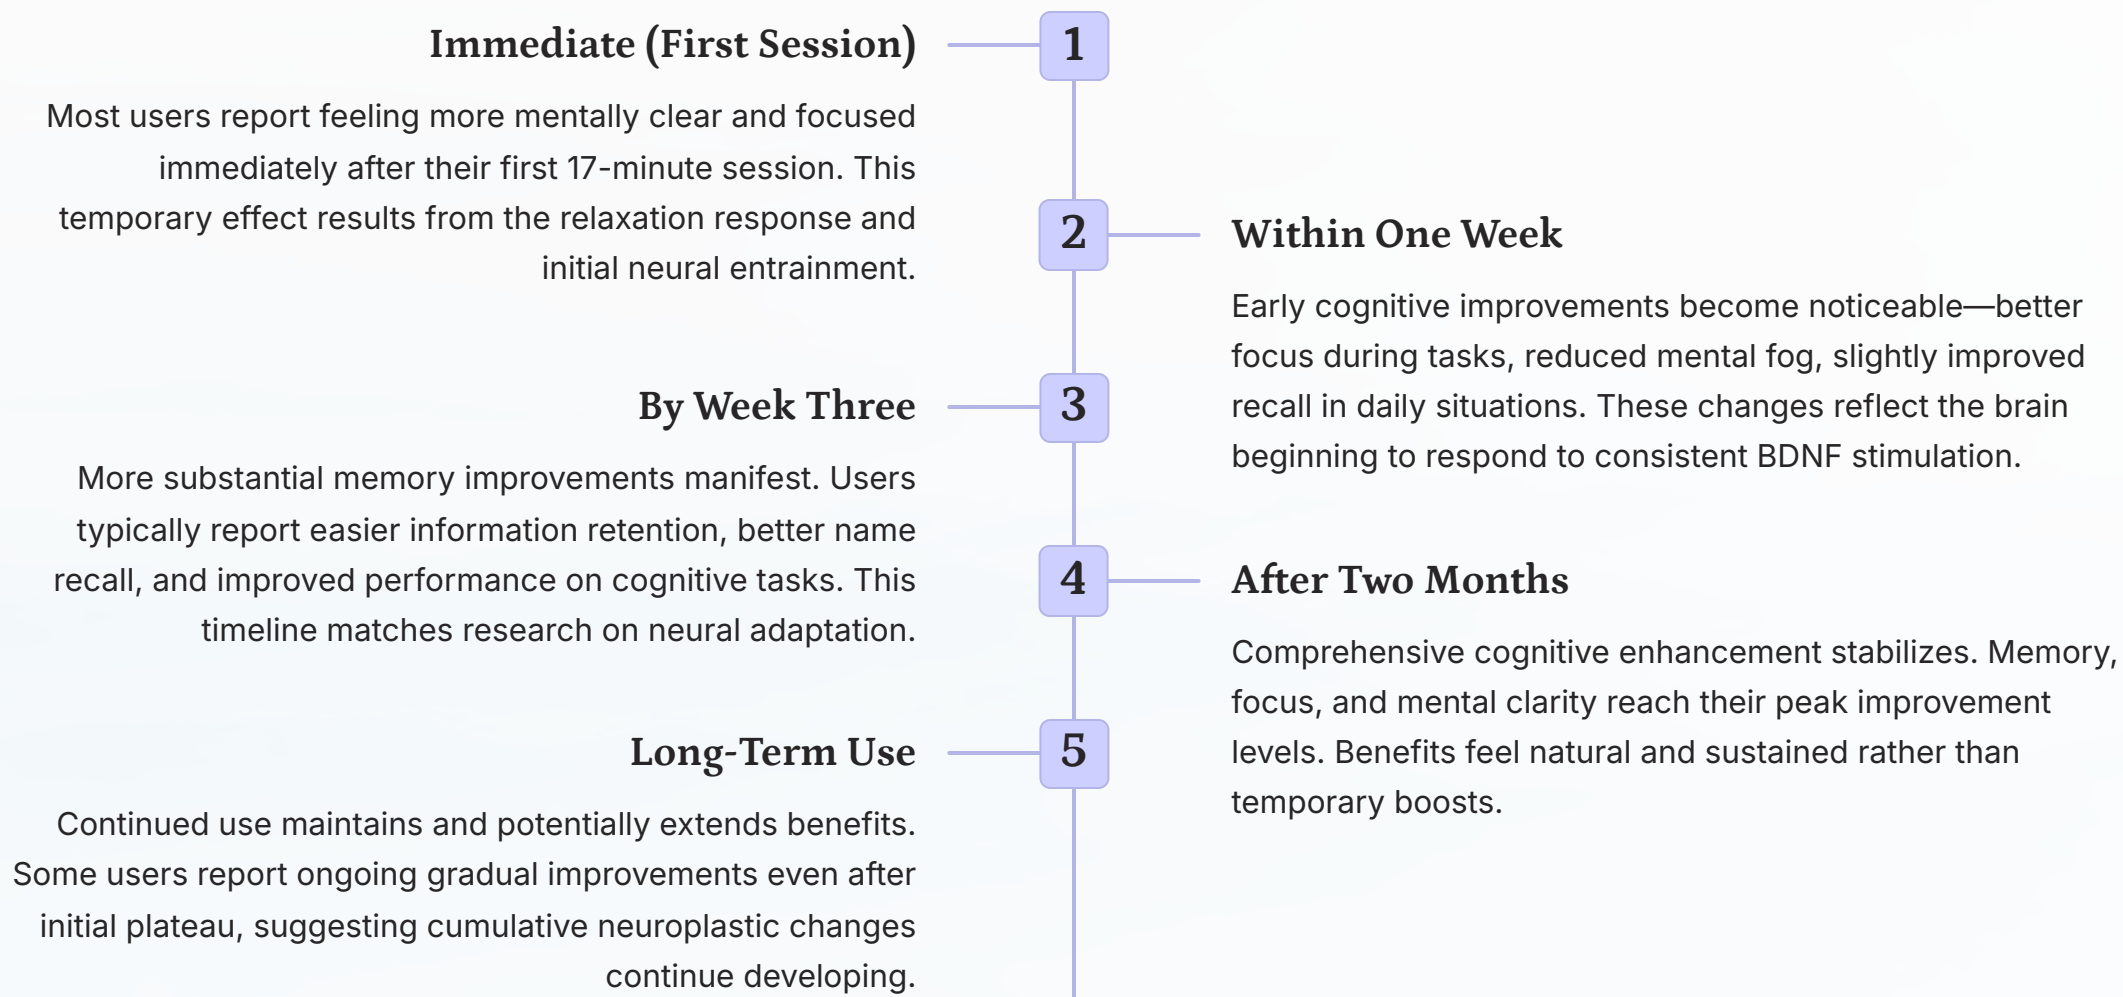 Immediate (First Session)
1
Most users report feeling more mentally clear and focused
immediately after their first 17-minute session. This
temporary effect results from the relaxation response and
initial neural entrainment.
2
Within One Week
Early cognitive improvements become noticeable—better
focus during tasks, reduced mental fog, slightly improved
recall in daily situations. These changes reflect the brain
beginning to respond to consistent BDNF stimulation.
By Week Three
3
More substantial memory improvements manifest. Users
typically report easier information retention, better name
recall, and improved performance on cognitive tasks. This
timeline matches research on neural adaptation.
4
After Two Months
Comprehensive cognitive enhancement stabilizes. Memory,
focus, and mental clarity reach their peak improvement
levels. Benefits feel natural and sustained rather than
temporary boosts.
Long-Term Use
5
Continued use maintains and potentially extends benefits.
Some users report ongoing gradual improvements even after
initial plateau, suggesting cumulative neuroplastic changes
continue developing.